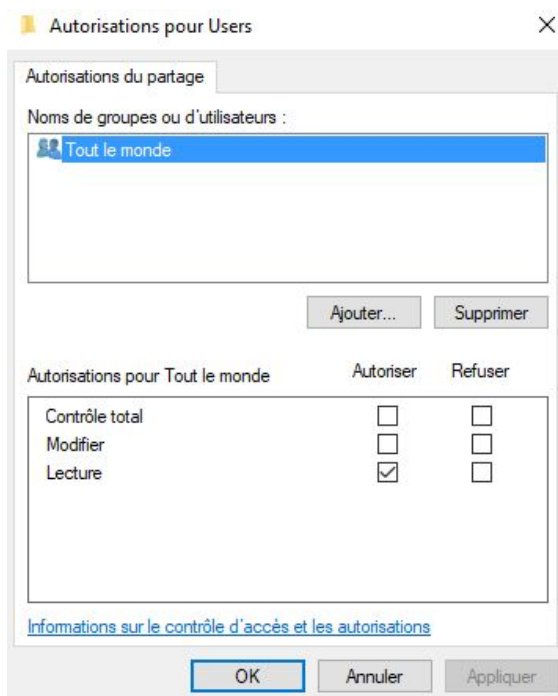 Autorisations pour Users
Autorisations du partage
Noms de groupes ou d'utilisateurs :
Tout le monde
Ajouter... Supprimer
Autorisations pour Tout le monde Autoriser Refuser
Contrôle total
Modifier
Lecture
Informations sur le contrôle d'accès et les autorisations
OK Annuler Appliquer